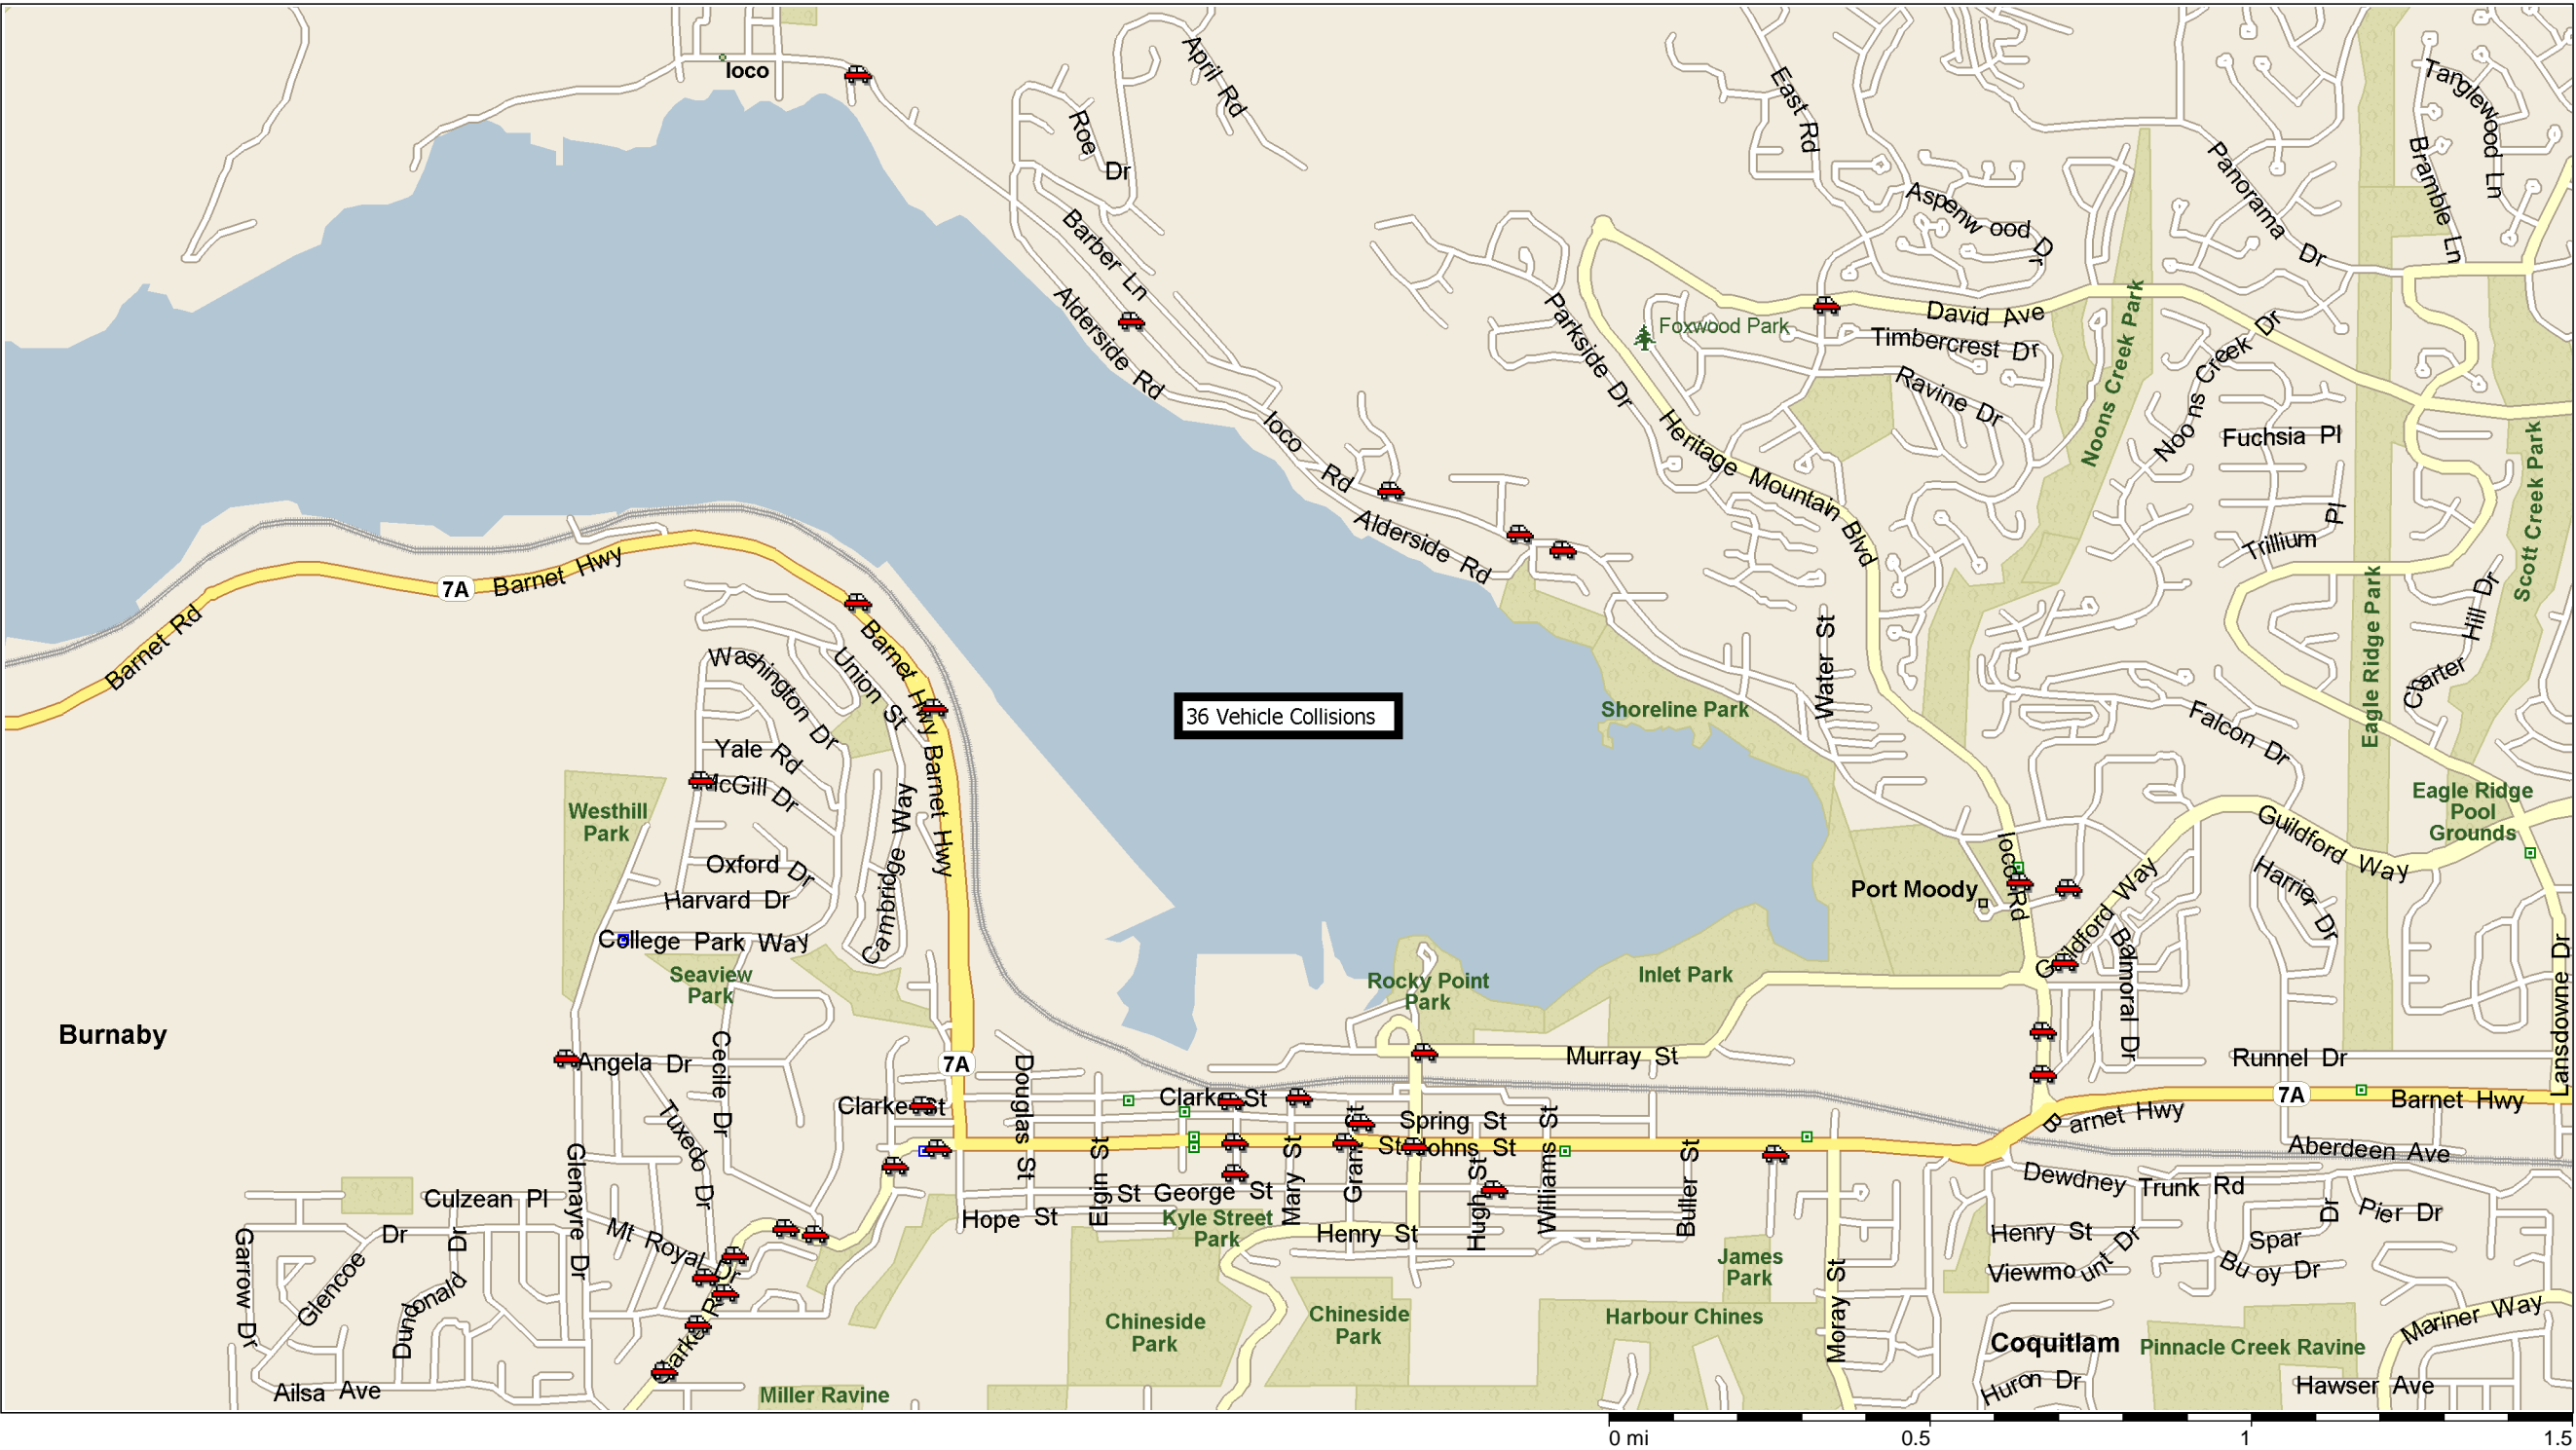 Ioco
April Rd
East Rd
Tanglewood Ln
Roe Dr
Bramble Ln
Panorama Dr
Aspenwood Dr
Barber Ln
Alderside Rd
Parkside Dr
Foxwood Park
David Ave
Timbercrest Dr
Ravine Dr
Noons Creek Park
Noons Creek Dr
Ioco Rd
Heritage Mountain Blvd
Fuchsia Pl
Scott Creek Park
Alderside Rd
Trillium Pl
7A
Barnet Hwy
Barnet Rd
Barnet Hwy
Union St
Washington Dr
Water St
Eagle Ridge Park
Hill Dr
Charter
36 Vehicle Collisions
Shoreline Park
Falcon Dr
Yale Rd
McGill Dr
Barnet Hwy
Westhill
Park
Cambridge Way
Oxford Dr
Harvard Dr
College Park Way
Seaview
Park
Eagle Ridge
Pool
Grounds
Guildford Way
Ioco Rd
Port Moody
Harrier Dr
Guildford Way
Balmoral Dr
Lansdowne Dr
Rocky Point
Park
Inlet Park
Burnaby
Angela Dr
Cecile Dr
7A
Douglas St
Murray St
Runnel Dr
7A
Barnet Hwy
Barnet Hwy
Clarke St
Clarke St
Spring St
St Johns St
Aberdeen Ave
Tuxedo Dr
Glenayre Dr
Elgin St
Mary St
Grant St
Hugh St
Williams St
Buller St
Dewdney Trunk Rd
Culzean Pl
St George St
Hope St
Kyle Street
Park
Henry St
Henry St
Pier Dr
Dr
Mt Royal Dr
Garrow Dr
Glencoe Dr
Dunonald Dr
James
Park
Viewmount Dr
Spar
Buoy Dr
Moray St
Clarke Rd
Chineside
Park
Chineside
Park
Harbour Chines
Coquitlam
Pinnacle Creek Ravine
Mariner Way
Ailsa Ave
Miller Ravine
Huron Dr
Hawser Ave
0 mi 0.5 1 1.5